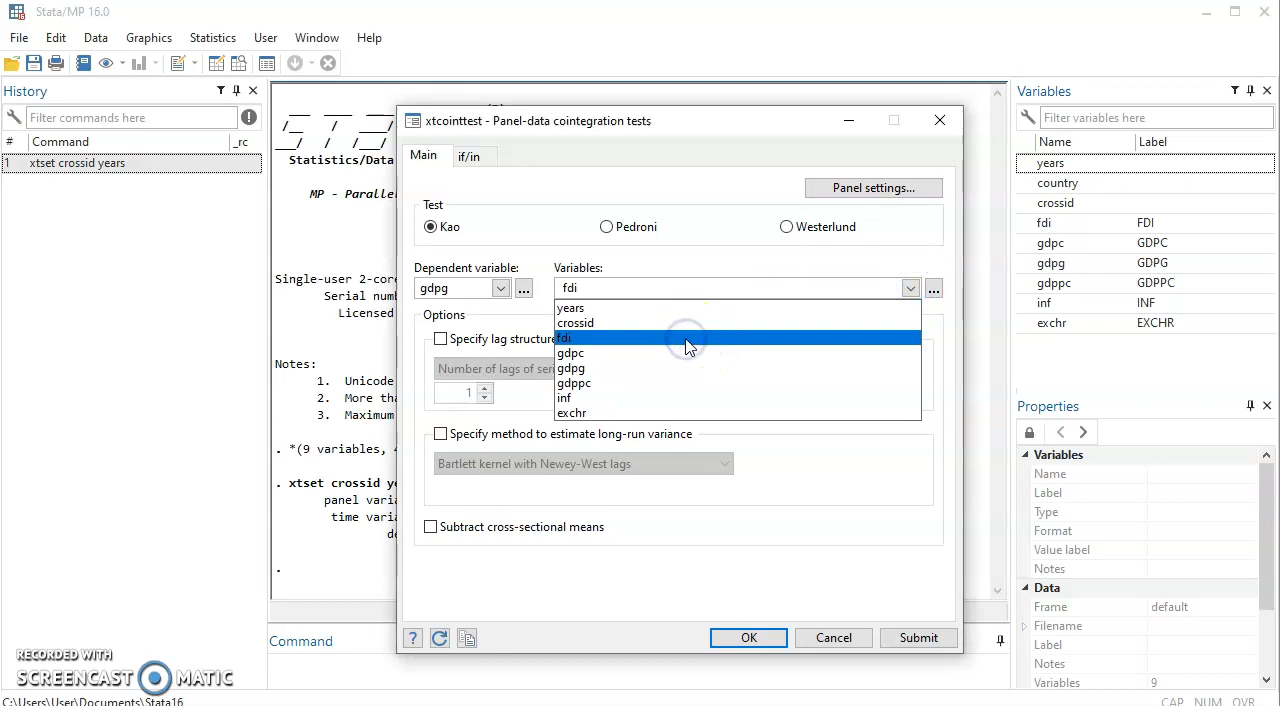 Stata/MP 16.0
File Edit Data Graphics Statistics User Window Help
History
Filter commands here
# Command _rc
1 xtset crossid years
Statistics/Data
MP - Parallel
Single-user 2-core
Serial num
Licensed
Notes:
1. Unicode
2. More tha
3. Maximum
. *(9 variables,
. xtset crossid ye
panel varia
time varia
de
.
Command
xtcointtest - Panel-data cointegration tests
Main if/in
Panel settings...
Test
Kao Pedroni Westerlund
Dependent variable: Variables:
gdpg ... fdi ...
years
crossid
fdi
gdpc
gdpg
gdppc
inf
exchr
Options
Specify lag structure
Number of lags of seri
1
Specify method to estimate long-run variance
Bartlett kernel with Newey-West lags
Subtract cross-sectional means
? OK Cancel Submit
Variables
Filter variables here
Name Label
years
country
crossid
fdi FDI
gdpc GDPC
gdpg GDPG
gdppc GDPPC
inf INF
exchr EXCHR
Properties
Variables
Name
Label
Type
Format
Value label
Notes
Data
Frame default
Filename
Label
Notes
Variables 9
RECORDED WITH
SCREENCAST MATIC
C:\Users\User\Documents\Stata16
CAP NUM OVR